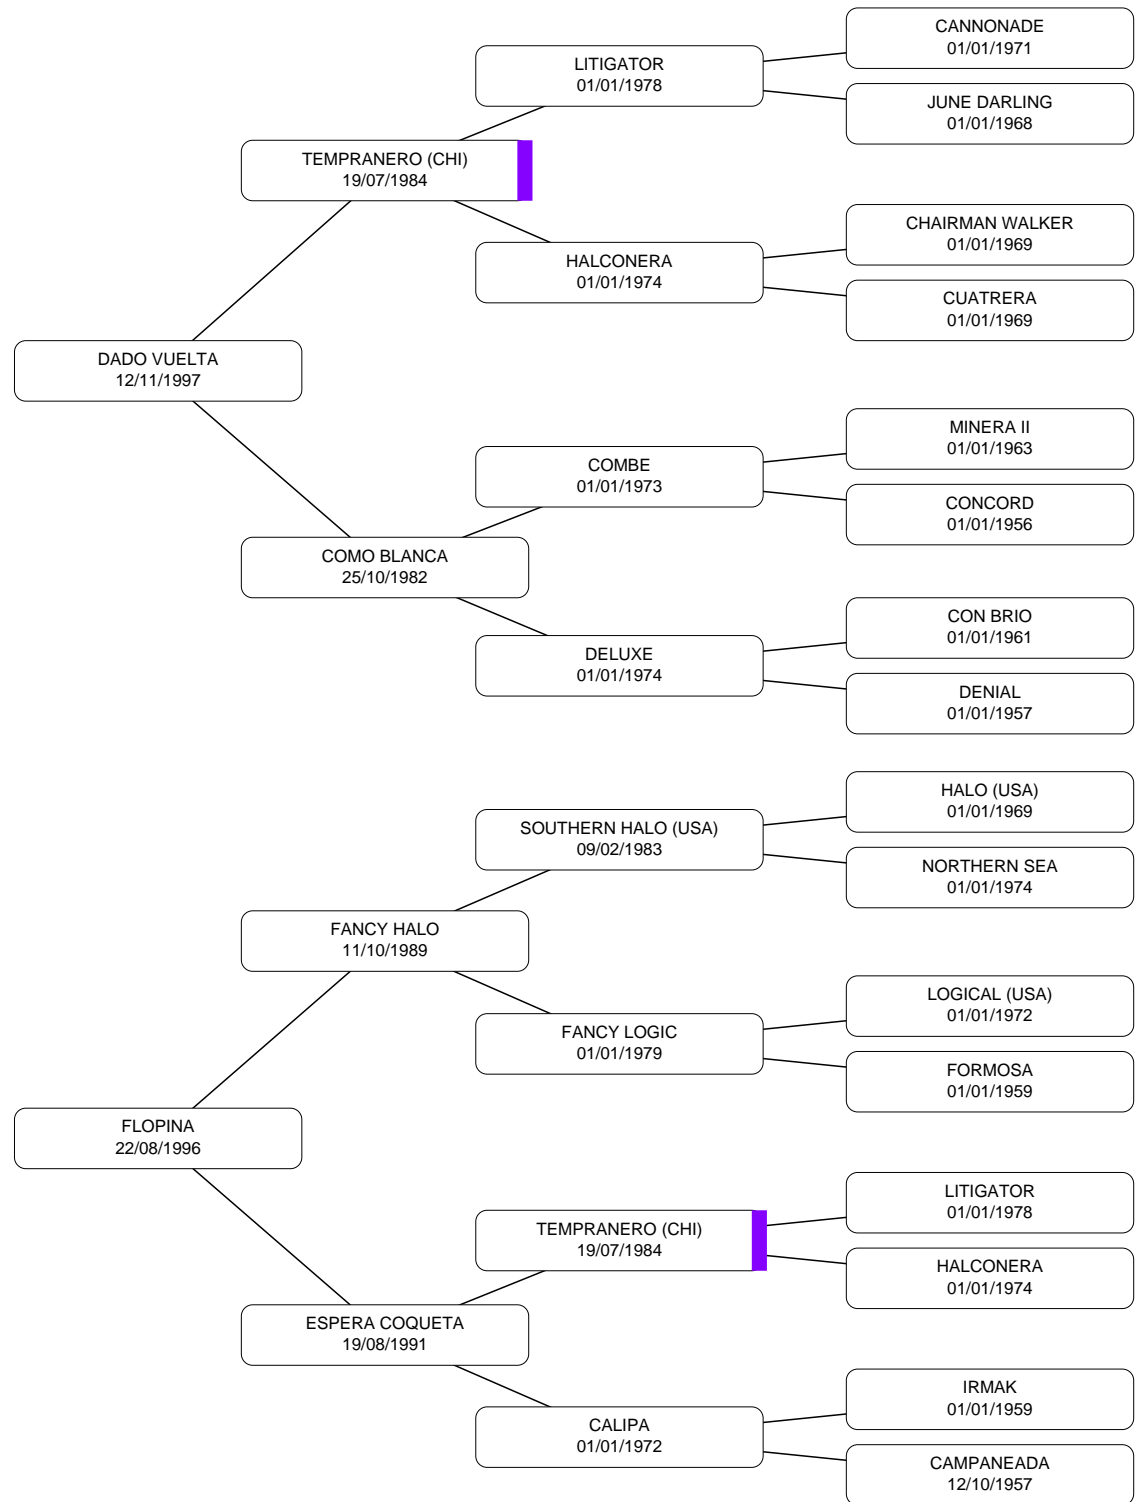 CANNONADE
01/01/1971
LITIGATOR
01/01/1978
JUNE DARLING
01/01/1968
TEMPRANERO (CHI)
19/07/1984
CHAIRMAN WALKER
01/01/1969
HALCONERA
01/01/1974
CUATRERA
01/01/1969
DADO VUELTA
12/11/1997
MINERA II
01/01/1963
COMBE
01/01/1973
CONCORD
01/01/1956
COMO BLANCA
25/10/1982
CON BRIO
01/01/1961
DELUXE
01/01/1974
DENIAL
01/01/1957
HALO (USA)
01/01/1969
SOUTHERN HALO (USA)
09/02/1983
NORTHERN SEA
01/01/1974
FANCY HALO
11/10/1989
LOGICAL (USA)
01/01/1972
FANCY LOGIC
01/01/1979
FORMOSA
01/01/1959
FLOPINA
22/08/1996
LITIGATOR
01/01/1978
TEMPRANERO (CHI)
19/07/1984
HALCONERA
01/01/1974
ESPERA COQUETA
19/08/1991
IRMAK
01/01/1959
CALIPA
01/01/1972
CAMPANEADA
12/10/1957